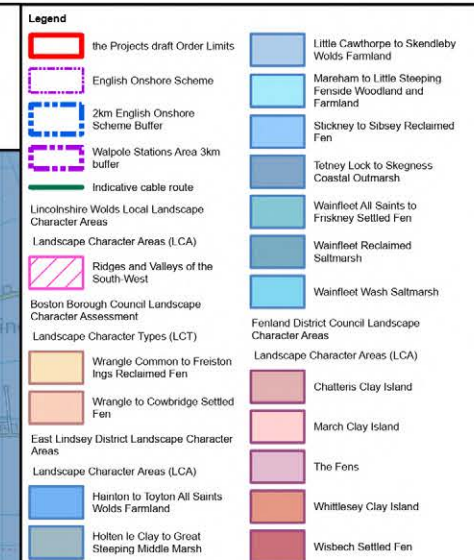 Legend
the Projects draft Order Limits
English Onshore Scheme
2km English Onshore
Scheme Buffer
Walpole Stations Area 3km
buffer
Indicative cable route
Lincolnshire Wolds Local Landscape
Character Areas
Landscape Character Areas (LCA)
Ridges and Valleys of the
South-West
Boston Borough Council Landscape
Character Assessment
Landscape Character Types (LCT)
Wrangle Common to Freiston
Ings Reclaimed Fen
Wrangle to Cowbridge Settled
Fen
East Lindsey District Landscape Character
Areas
Landscape Character Areas (LCA)
Hainton to Toyton All Saints
Wolds Farmland
Holten le Clay to Great
Steeping Middle Marsh
Little Cawthorpe to Skendleby
Wolds Farmland
Mareham to Little Steeping
Fenside Woodland and
Farmland
Stickney to Sibsey Reclaimed
Fen
Tetney Lock to Skegness
Coastal Outmarsh
Wainfleet All Saints to
Friskney Settled Fen
Wainfleet Reclaimed
Saltmarsh
Wainfleet Wash Saltmarsh
Fenland District Council Landscape
Character Areas
Landscape Character Areas (LCA)
Chatteris Clay Island
March Clay Island
The Fens
Whittlesey Clay Island
Wisbech Settled Fen